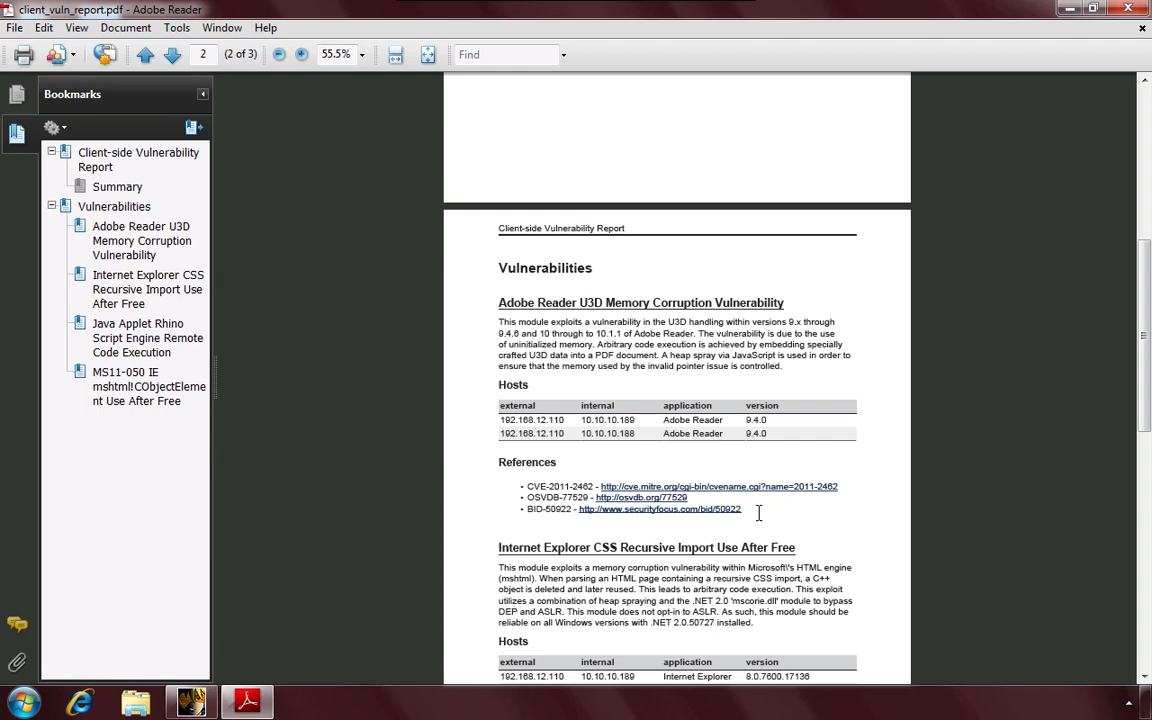 client_vuln_report.pdf - Adobe Reader
File Edit View Document Tools Window Help
2 (2 of 3) 55.5% Find
Bookmarks
Client-side Vulnerability
Report
Summary
Vulnerabilities
Adobe Reader U3D
Memory Corruption
Vulnerability
Internet Explorer CSS
Recursive Import Use
After Free
Java Applet Rhino
Script Engine Remote
Code Execution
MS11-050 IE
mshtml!CObjectEleme
nt Use After Free
Client-side Vulnerability Report
Vulnerabilities
Adobe Reader U3D Memory Corruption Vulnerability
This module exploits a vulnerability in the U3D handling within versions 9.x through
9.4.6 and 10 through to 10.1.1 of Adobe Reader. The vulnerability is due to the use
of uninitialized memory. Arbitrary code execution is achieved by embedding specially
crafted U3D data into a PDF document. A heap spray via JavaScript is used in order to
ensure that the memory used by the invalid pointer issue is controlled.
Hosts
external internal application version
192.168.12.110 10.10.10.189 Adobe Reader 9.4.0
192.168.12.110 10.10.10.188 Adobe Reader 9.4.0
References
• CVE-2011-2462 - http://cve.mitre.org/cgi-bin/cvename.cgi?name=2011-2462
• OSVDB-77529 - http://osvdb.org/77529
• BID-50922 - http://www.securityfocus.com/bid/50922
Internet Explorer CSS Recursive Import Use After Free
This module exploits a memory corruption vulnerability within Microsoft\'s HTML engine
(mshtml). When parsing an HTML page containing a recursive CSS import, a C++
object is deleted and later reused. This leads to arbitrary code execution. This exploit
utilizes a combination of heap spraying and the .NET 2.0 'mscorie.dll' module to bypass
DEP and ASLR. This module does not opt-in to ASLR. As such, this module should be
reliable on all Windows versions with .NET 2.0.50727 installed.
Hosts
external internal application version
192.168.12.110 10.10.10.189 Internet Explorer 8.0.7600.17136